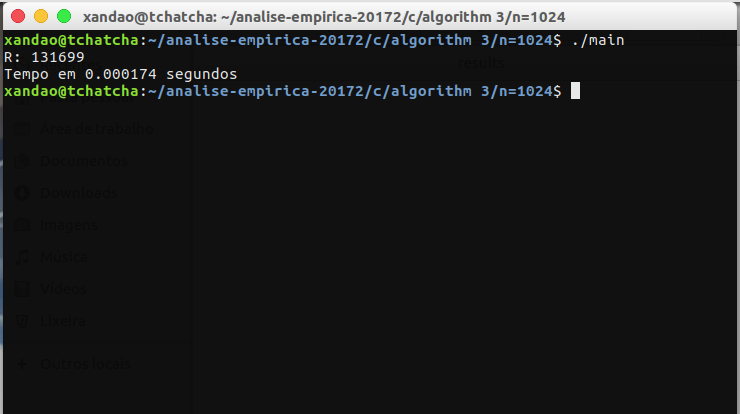 xandao@tchatcha: ~/analise-empirica-20172/c/algorithm 3/n=1024
xandao@tchatcha:~/analise-empirica-20172/c/algorithm 3/n=1024$ ./main
R: 131699
results
Tempo em 0.000174 segundos
xandao@tchatcha:~/analise-empirica-20172/c/algorithm 3/n=1024$
Área de trabalho
Documentos
Downloads
Imagens
Música
Vídeos
Lixeira
+ Outros locais